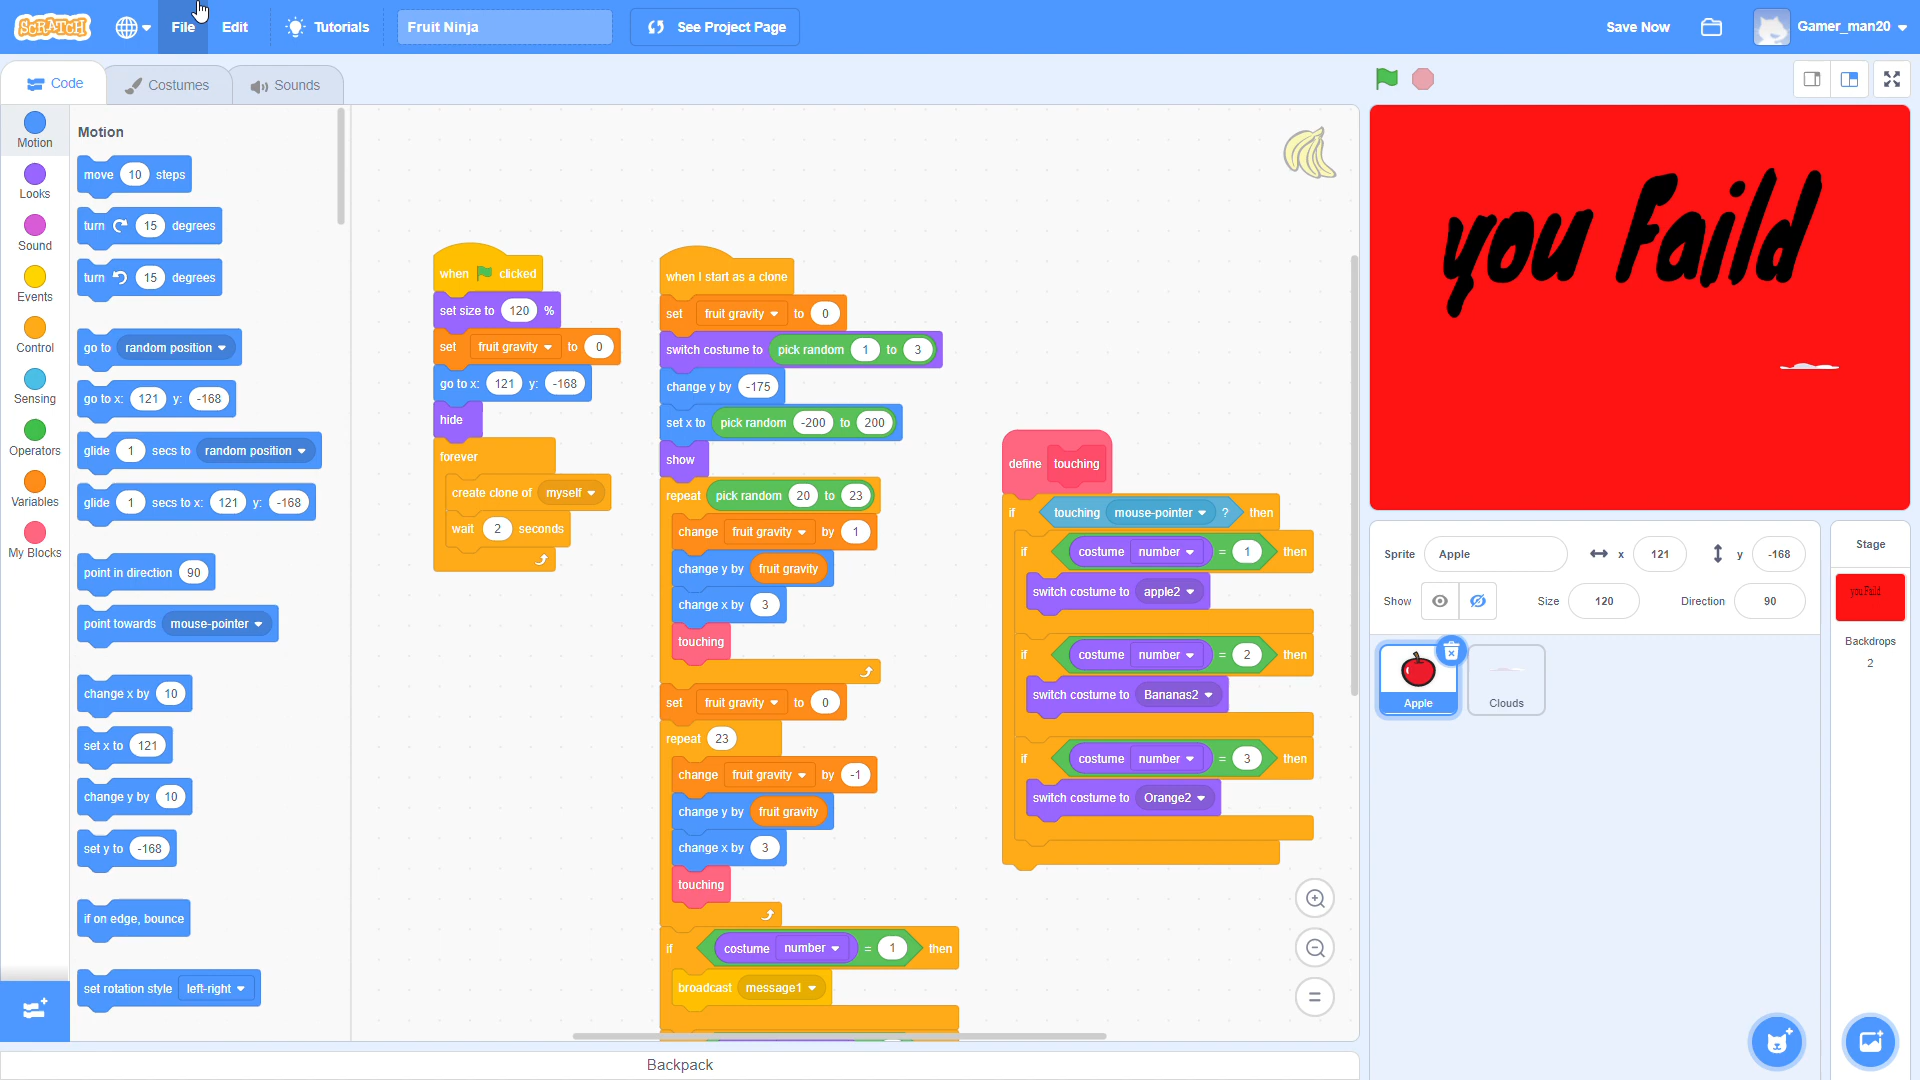 SCRATCH File Edit Tutorials Fruit Ninja See Project Page Save Now Gamer_man20
Code Costumes Sounds
Motion
Looks
Sound
Events
Control
Sensing
Operators
Variables
My Blocks
Motion
move 10 steps
turn 15 degrees
turn 15 degrees
go to random position
go to x: 121 y: -168
glide 1 secs to random position
glide 1 secs to x: 121 y: -168
point in direction 90
point towards mouse-pointer
change x by 10
set x to 121
change y by 10
set y to -168
if on edge, bounce
set rotation style left-right
when clicked
set size to 120 %
set fruit gravity to 0
go to x: 121 y: -168
hide
forever
create clone of myself
wait 2 seconds
when I start as a clone
set fruit gravity to 0
switch costume to pick random 1 to 3
change y by -175
set x to pick random -200 to 200
show
repeat pick random 20 to 23
change fruit gravity by 1
change y by fruit gravity
change x by 3
touching
set fruit gravity to 0
repeat 23
change fruit gravity by -1
change y by fruit gravity
change x by 3
touching
if costume number = 1 then
broadcast message1
define touching
if touching mouse-pointer ? then
if costume number = 1 then
switch costume to apple2
if costume number = 2 then
switch costume to Bananas2
if costume number = 3 then
switch costume to Orange2
Backpack
you Faild
Sprite Apple x 121 y -168
Show Size 120 Direction 90
Apple
Clouds
Stage
you Faild
Backdrops
2